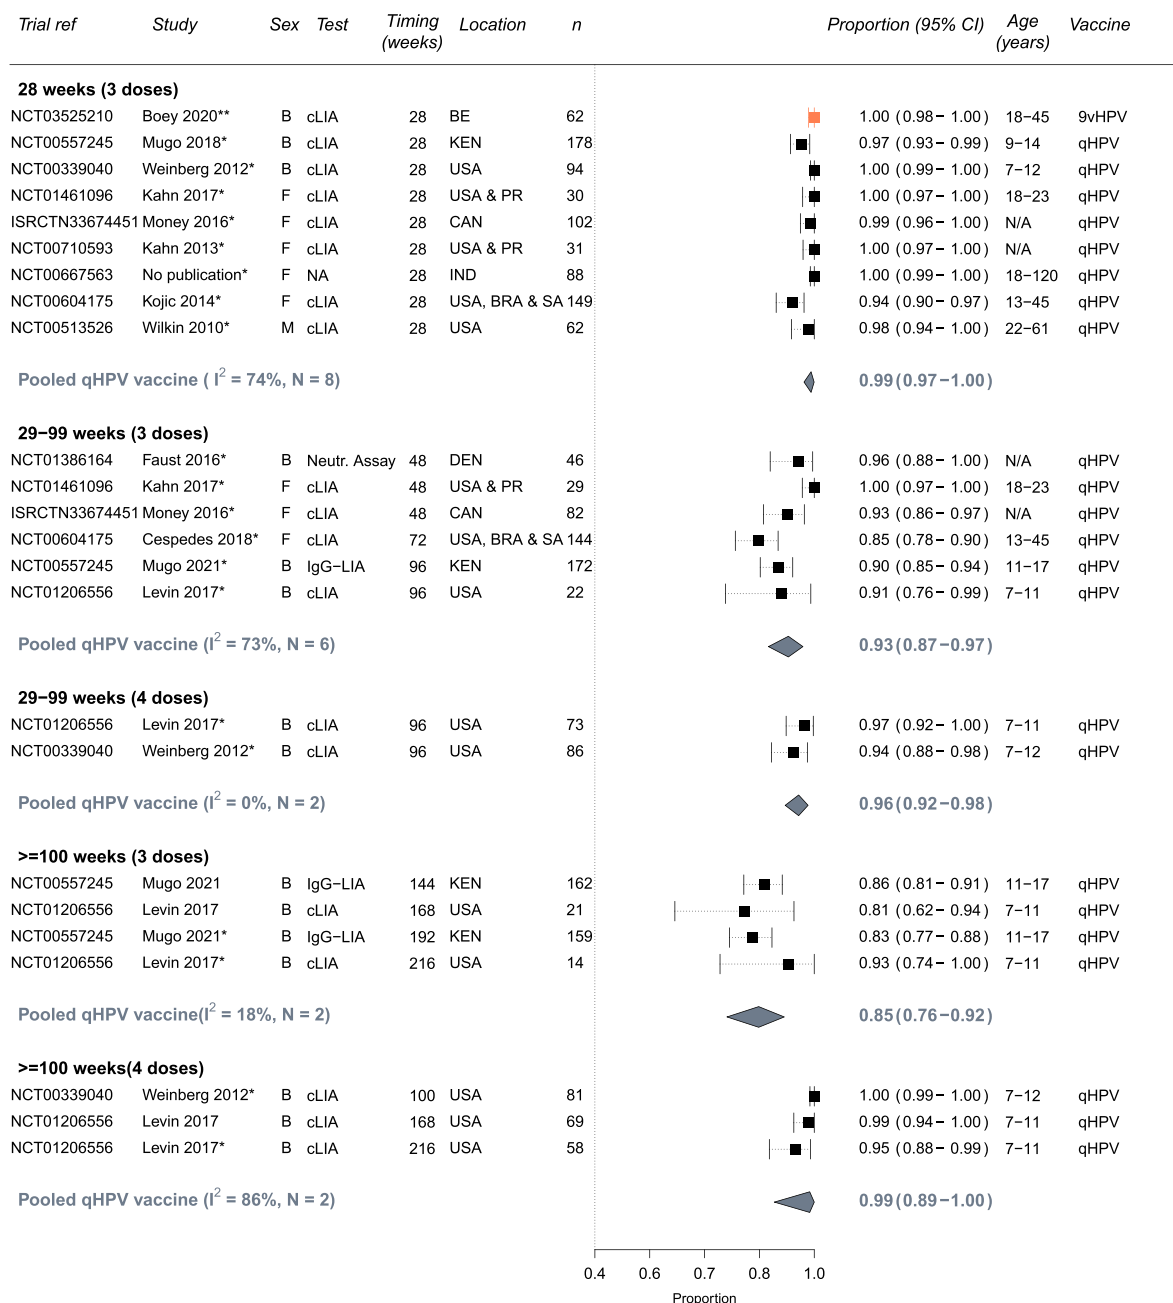 Trial ref Study Sex Test Timing (weeks) Location n Proportion (95% CI) Age (years) Vaccine
28 weeks (3 doses)
NCT03525210 Boey 2020** B cLIA 28 BE 62 1.00 (0.98− 1.00) 18−45 9vHPV
NCT00557245 Mugo 2018* B cLIA 28 KEN 178 0.97 (0.93− 0.99) 9−14 qHPV
NCT00339040 Weinberg 2012* B cLIA 28 USA 94 1.00 (0.99− 1.00) 7−12 qHPV
NCT01461096 Kahn 2017* F cLIA 28 USA & PR 30 1.00 (0.97− 1.00) 18−23 qHPV
ISRCTN33674451 Money 2016* F cLIA 28 CAN 102 0.99 (0.96− 1.00) N/A qHPV
NCT00710593 Kahn 2013* F cLIA 28 USA & PR 31 1.00 (0.97− 1.00) N/A qHPV
NCT00667563 No publication* F NA 28 IND 88 1.00 (0.99− 1.00) 18−120 qHPV
NCT00604175 Kojic 2014* F cLIA 28 USA, BRA & SA 149 0.94 (0.90− 0.97) 13−45 qHPV
NCT00513526 Wilkin 2010* M cLIA 28 USA 62 0.98 (0.94− 1.00) 22−61 qHPV
Pooled qHPV vaccine ( I2 = 74%, N = 8) 0.99 (0.97−1.00)
29−99 weeks (3 doses)
NCT01386164 Faust 2016* B Neutr. Assay 48 DEN 46 0.96 (0.88− 1.00) N/A qHPV
NCT01461096 Kahn 2017* F cLIA 48 USA & PR 29 1.00 (0.97− 1.00) 18−23 qHPV
ISRCTN33674451 Money 2016* F cLIA 48 CAN 82 0.93 (0.86− 0.97) N/A qHPV
NCT00604175 Cespedes 2018* F cLIA 72 USA, BRA & SA 144 0.85 (0.78− 0.90) 13−45 qHPV
NCT00557245 Mugo 2021* B IgG−LIA 96 KEN 172 0.90 (0.85− 0.94) 11−17 qHPV
NCT01206556 Levin 2017* B cLIA 96 USA 22 0.91 (0.76− 0.99) 7−11 qHPV
Pooled qHPV vaccine (I2 = 73%, N = 6) 0.93 (0.87−0.97)
29−99 weeks (4 doses)
NCT01206556 Levin 2017* B cLIA 96 USA 73 0.97 (0.92− 1.00) 7−11 qHPV
NCT00339040 Weinberg 2012* B cLIA 96 USA 86 0.94 (0.88− 0.98) 7−12 qHPV
Pooled qHPV vaccine (I2 = 0%, N = 2) 0.96 (0.92−0.98)
>=100 weeks (3 doses)
NCT00557245 Mugo 2021 B IgG−LIA 144 KEN 162 0.86 (0.81− 0.91) 11−17 qHPV
NCT01206556 Levin 2017 B cLIA 168 USA 21 0.81 (0.62− 0.94) 7−11 qHPV
NCT00557245 Mugo 2021* B IgG−LIA 192 KEN 159 0.83 (0.77− 0.88) 11−17 qHPV
NCT01206556 Levin 2017* B cLIA 216 USA 14 0.93 (0.74− 1.00) 7−11 qHPV
Pooled qHPV vaccine(I2 = 18%, N = 2) 0.85 (0.76−0.92)
>=100 weeks(4 doses)
NCT00339040 Weinberg 2012* B cLIA 100 USA 81 1.00 (0.99− 1.00) 7−12 qHPV
NCT01206556 Levin 2017 B cLIA 168 USA 69 0.99 (0.94− 1.00) 7−11 qHPV
NCT01206556 Levin 2017* B cLIA 216 USA 58 0.95 (0.88− 0.99) 7−11 qHPV
Pooled qHPV vaccine (I2 = 86%, N = 2) 0.99 (0.89−1.00)
0.4 0.6 0.7 0.8 1.0
Proportion